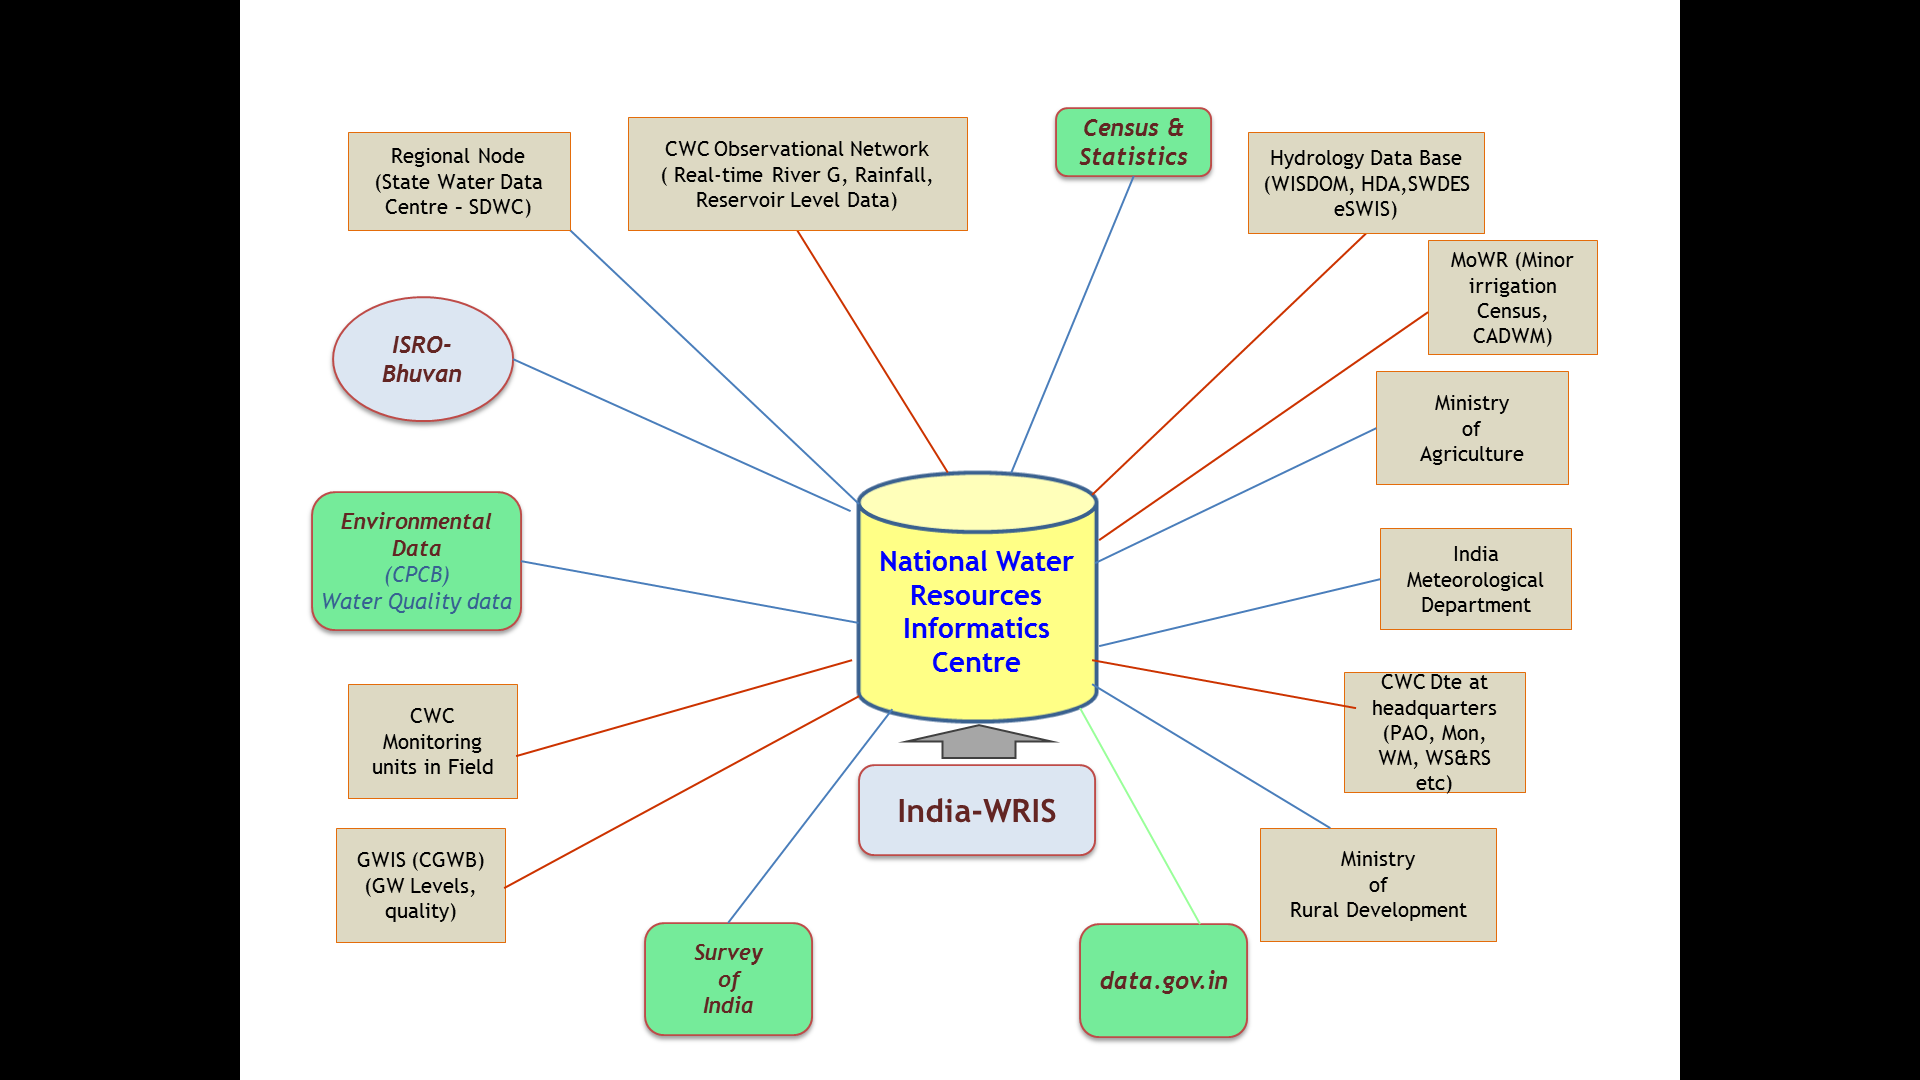 Regional Node
(State Water Data
Centre – SDWC)
CWC Observational Network
( Real-time River G, Rainfall,
Reservoir Level Data)
Census &
Statistics
Hydrology Data Base
(WISDOM, HDA,SWDES
eSWIS)
MoWR (Minor
irrigation
Census,
CADWM)
ISRO-
Bhuvan
Ministry
of
Agriculture
Environmental
Data
(CPCB)
Water Quality data
National Water
Resources
Informatics
Centre
India
Meteorological
Department
CWC
Monitoring
units in Field
CWC Dte at
headquarters
(PAO, Mon,
WM, WS&RS
etc)
India-WRIS
GWIS (CGWB)
(GW Levels,
quality)
Ministry
of
Rural Development
Survey
of
India
data.gov.in